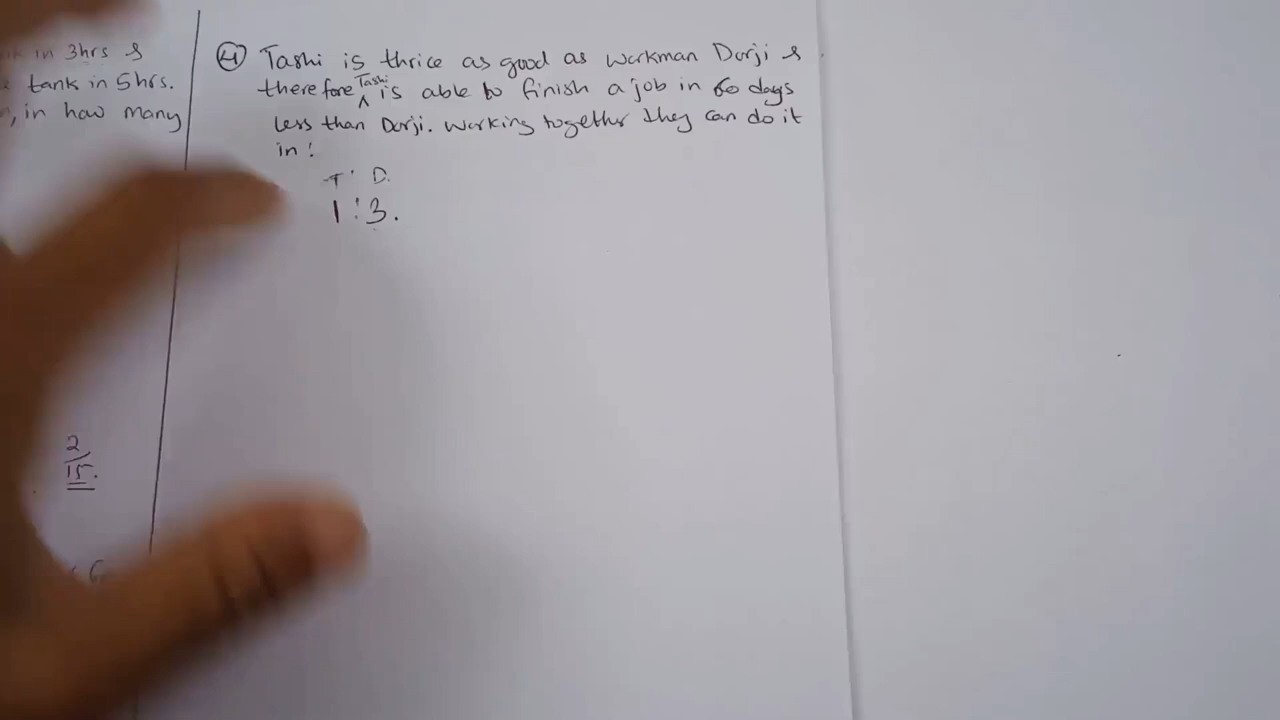 in 3hrs &
tank in 5hrs.
, in how many
2
15.
(4) Tashi is thrice as good as workman Dorji &
therefore Tashi is able to finish a job in 60 days
less than Dorji. Working together they can do it
in!
T : D.
1 : 3.